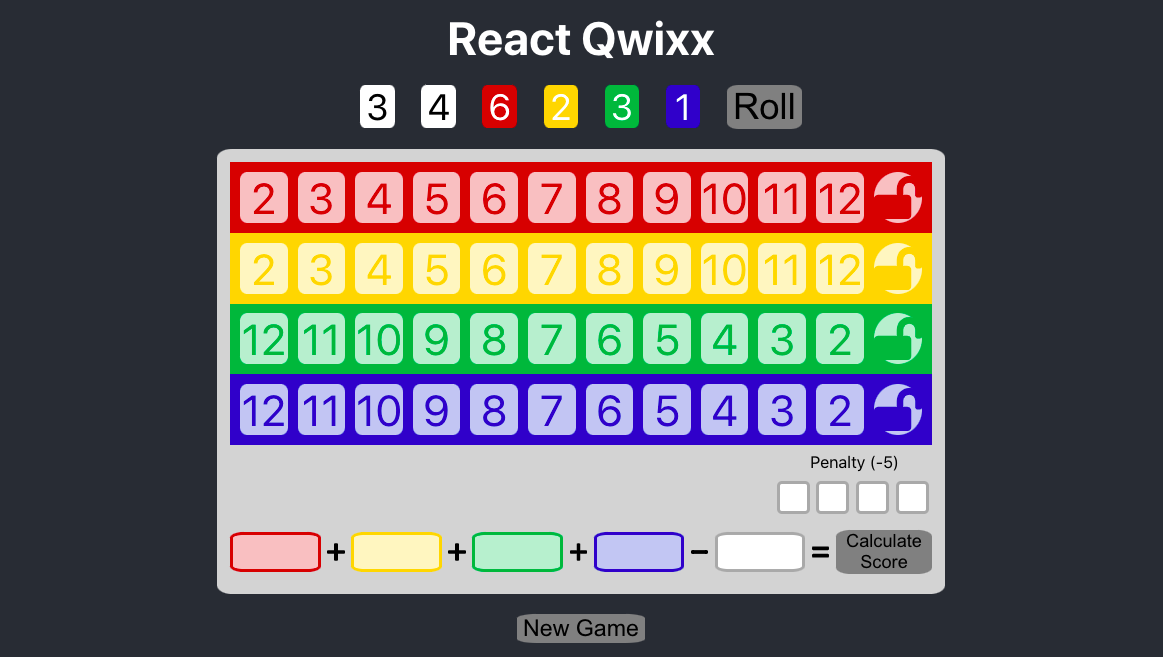 React Qwixx
3 4 6 2 3 1 Roll
2 3 4 5 6 7 8 9 10 11 12
2 3 4 5 6 7 8 9 10 11 12
12 11 10 9 8 7 6 5 4 3 2
12 11 10 9 8 7 6 5 4 3 2
Penalty (-5)
+ + + − = Calculate
Score
New Game